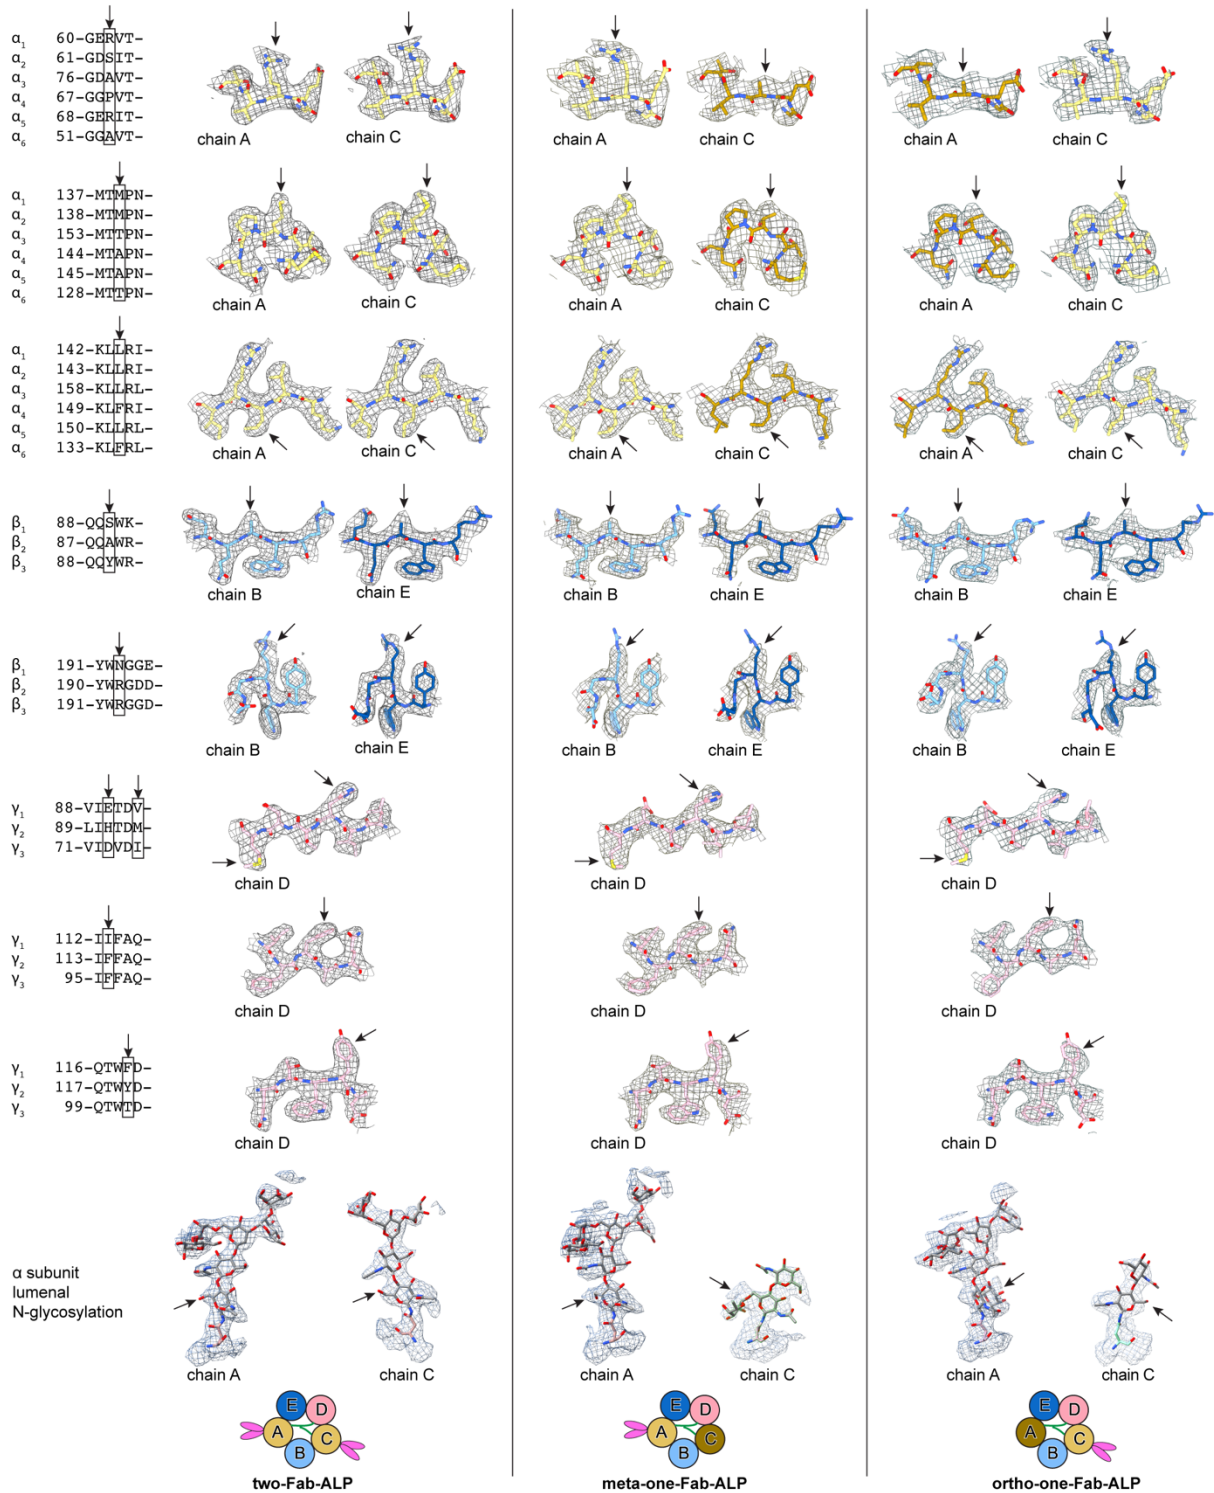 α1 60-GERVT-
α2 61-GDSIT-
α3 76-GDAVT-
α4 67-GGPVT-
α5 68-GERIT-
α6 51-GGAVT-
chain A chain C chain A chain C chain A chain C
α1 137-MTMPN-
α2 138-MTMPN-
α3 153-MTTPN-
α4 144-MTAPN-
α5 145-MTAPN-
α6 128-MTTPN-
chain A chain C chain A chain C chain A chain C
α1 142-KLLRI-
α2 143-KLLRI-
α3 158-KLLRL-
α4 149-KLFRI-
α5 150-KLLRL-
α6 133-KLFRL-
chain A chain C chain A chain C chain A chain C
β1 88-QQSWK-
β2 87-QQAWR-
β3 88-QQYWR-
chain B chain E chain B chain E chain B chain E
β1 191-YWNGGE-
β2 190-YWRGDD-
β3 191-YWRGGD-
chain B chain E chain B chain E chain B chain E
γ1 88-VIETDV-
γ2 89-LIHTDM-
γ3 71-VIDVDI-
chain D chain D chain D
γ1 112-IIFAQ-
γ2 113-IFFAQ-
γ3 95-IFFAQ-
chain D chain D chain D
γ1 116-QTWFD-
γ2 117-QTWYD-
γ3 99-QTWTD-
chain D chain D chain D
α subunit
lumenal
N-glycosylation
chain A chain C chain A chain C chain A chain C
E D E D E D
A C A C A C
B B B
two-Fab-ALP meta-one-Fab-ALP ortho-one-Fab-ALP